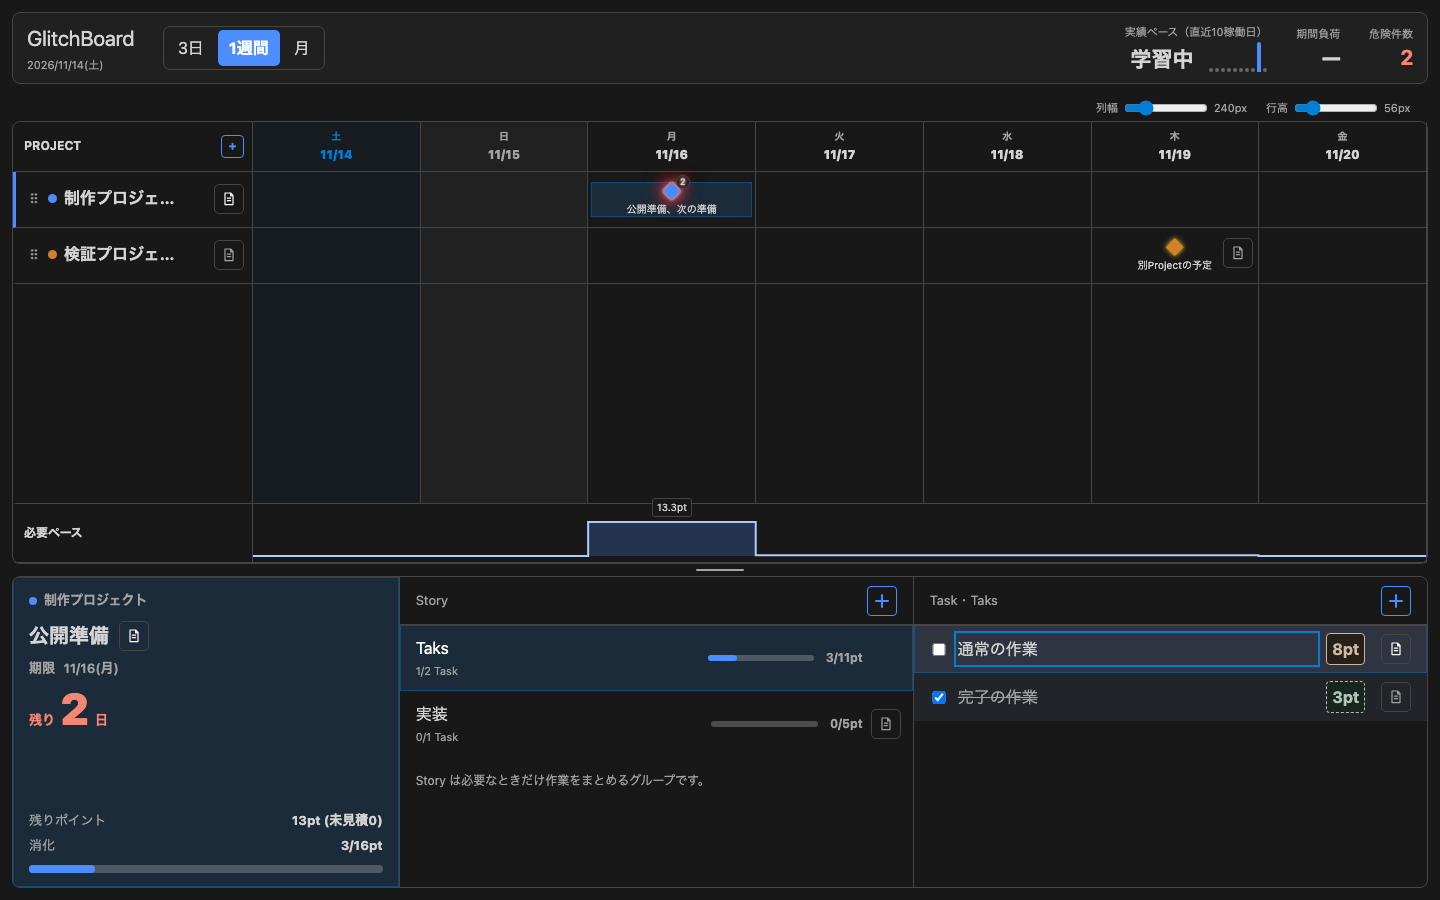 GlitchBoard
2026/11/14(土)
3日
1週間
月
実績ペース（直近10稼働日）
学習中
期間負荷
—
危険件数
2
列幅
240px
行高
56px
PROJECT
+
土
11/14
日
11/15
月
11/16
火
11/17
水
11/18
木
11/19
金
11/20
制作プロジェ...
2
公開準備、次の準備
検証プロジェ...
別Projectの予定
必要ペース
13.3pt
制作プロジェクト
公開準備
期限 11/16(月)
残り 2 日
残りポイント
13pt (未見積0)
消化
3/16pt
Story
+
Taks
1/2 Task
3/11pt
実装
0/1 Task
0/5pt
Story は必要なときだけ作業をまとめるグループです。
Task・Taks
+
通常の作業
8pt
完了の作業
3pt